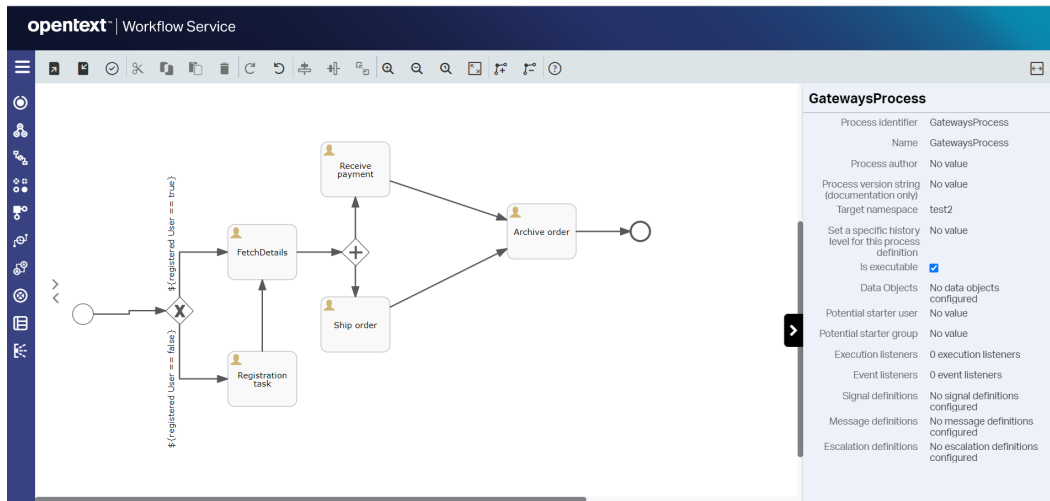 opentext™ | Workflow Service
GatewaysProcess
Process identifier GatewaysProcess
Name GatewaysProcess
Process author No value
Process version string No value
(documentation only)
Target namespace test2
Set a specific history No value
level for this process
definition
Is executable
Data Objects No data objects
configured
Potential starter user No value
Potential starter group No value
Execution listeners 0 execution listeners
Event listeners 0 event listeners
Signal definitions No signal definitions
configured
Message definitions No message definitions
configured
Escalation definitions No escalation definitions
configured
${registered User == true}
${registered User == false}
FetchDetails
Registration
task
Receive
payment
Ship order
Archive order